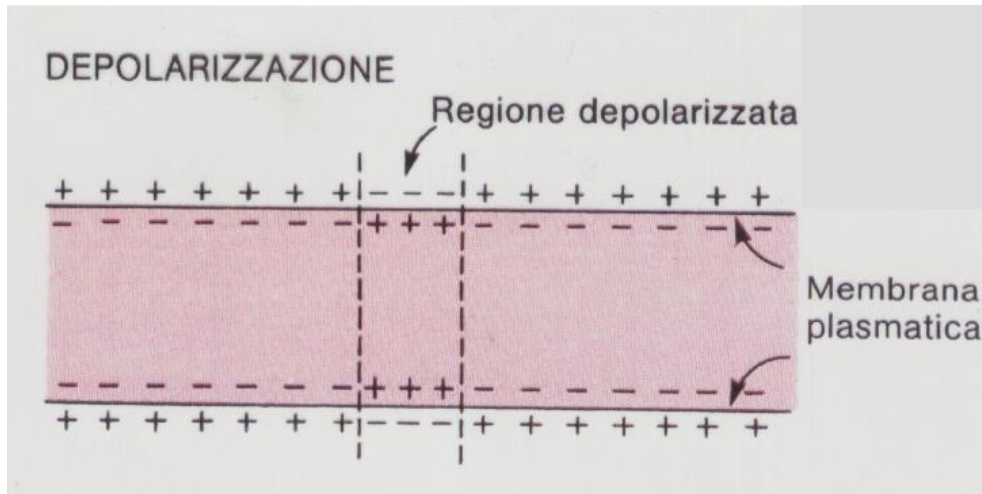 DEPOLARIZZAZIONE
Regione depolarizzata
+ + + + + + + - - - + + + + + + +
- - - - - - - + + + - - - - - - -
Membrana
plasmatica
- - - - - - - + + + - - - - - - -
+ + + + + + + - - - + + + + + + +